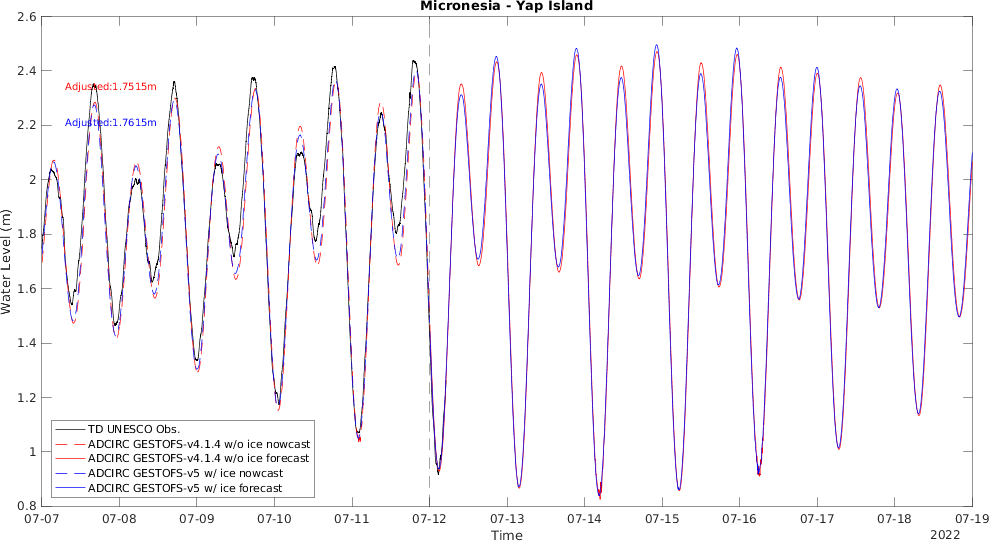 Micronesia - Yap Island
2.6
2.4
2.2
2
1.8
1.6
1.4
1.2
1
0.8
Water Level (m)
Adjusted:1.7515m
Adjusted:1.7615m
TD UNESCO Obs.
ADCIRC GESTOFS-v4.1.4 w/o ice nowcast
ADCIRC GESTOFS-v4.1.4 w/o ice forecast
ADCIRC GESTOFS-v5 w/ ice nowcast
ADCIRC GESTOFS-v5 w/ ice forecast
07-07 07-08 07-09 07-10 07-11 07-12 07-13 07-14 07-15 07-16 07-17 07-18 07-19
Time
2022